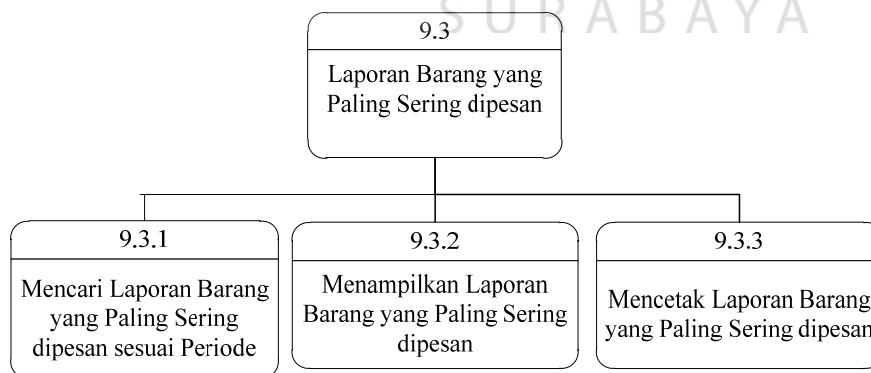 SURABAYA
9.3
Laporan Barang yang
Paling Sering dipesan
9.3.1
Mencari Laporan Barang
yang Paling Sering
dipesan sesuai Periode
9.3.2
Menampilkan Laporan
Barang yang Paling Sering
dipesan
9.3.3
Mencetak Laporan Barang
yang Paling Sering dipesan